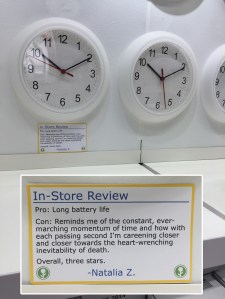 12
11
1
10
2
9
3
8
4
7
5
6
12
11
1
10
2
9
3
8
4
7
5
6
In-Store Review
In-Store Review
Pro: Long battery life
Con: Reminds me of the constant, ever-
marching momentum of time and how with
each passing second I'm careening closer
and closer towards the heart-wrenching
inevitability of death.
Overall, three stars.
-Natalia Z.